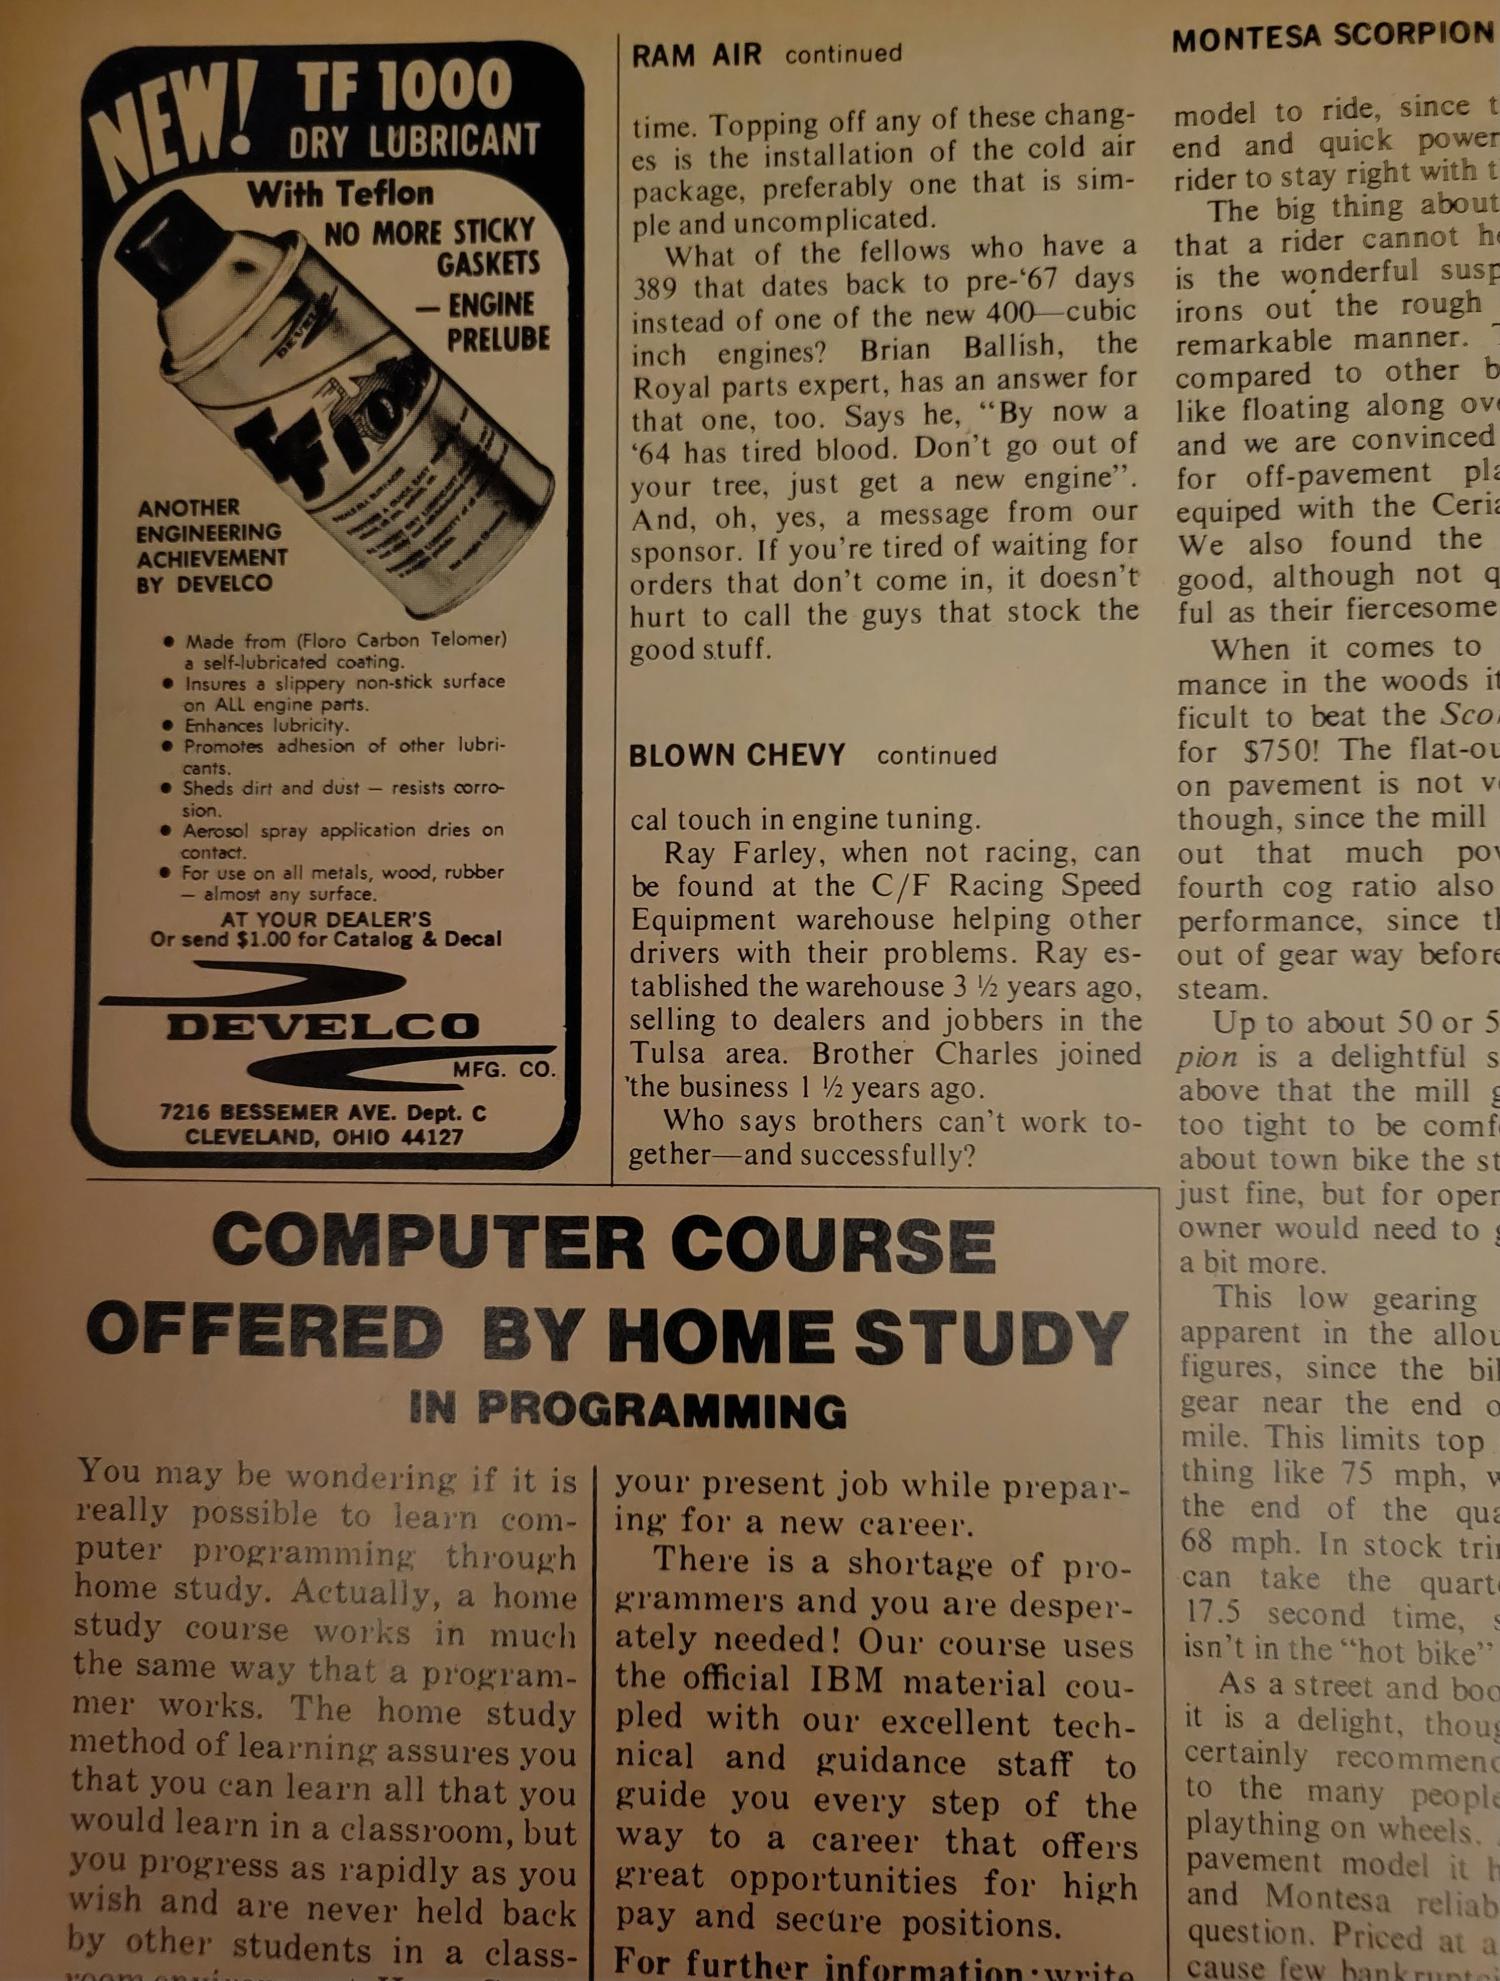 NEW!
TF 1000
DRY LUBRICANT
With Teflon
NO MORE STICKY
GASKETS
— ENGINE
PRELUBE
ANOTHER
ENGINEERING
ACHIEVEMENT
BY DEVELCO
● Made from (Floro Carbon Telomer)
a self-lubricated coating.
● Insures a slippery non-stick surface
on ALL engine parts.
● Enhances lubricity.
● Promotes adhesion of other lubri-
cants.
● Sheds dirt and dust — resists corro-
sion.
● Aerosol spray application dries on
contact.
● For use on all metals, wood, rubber
— almost any surface.
AT YOUR DEALER'S
Or send $1.00 for Catalog & Decal
DEVELCO
MFG. CO.
7216 BESSEMER AVE. Dept. C
CLEVELAND, OHIO 44127
RAM AIR continued
time. Topping off any of these chang-
es is the installation of the cold air
package, preferably one that is sim-
ple and uncomplicated.
What of the fellows who have a
389 that dates back to pre-‘67 days
instead of one of the new 400—cubic
inch engines? Brian Ballish, the
Royal parts expert, has an answer for
that one, too. Says he, “By now a
‘64 has tired blood. Don’t go out of
your tree, just get a new engine”.
And, oh, yes, a message from our
sponsor. If you’re tired of waiting for
orders that don’t come in, it doesn’t
hurt to call the guys that stock the
good stuff.
BLOWN CHEVY continued
cal touch in engine tuning.
Ray Farley, when not racing, can
be found at the C/F Racing Speed
Equipment warehouse helping other
drivers with their problems. Ray es-
tablished the warehouse 3 ½ years ago,
selling to dealers and jobbers in the
Tulsa area. Brother Charles joined
the business 1 ½ years ago.
Who says brothers can’t work to-
gether—and successfully?
COMPUTER COURSE
OFFERED BY HOME STUDY
IN PROGRAMMING
You may be wondering if it is
really possible to learn com-
puter programming through
home study. Actually, a home
study course works in much
the same way that a program-
mer works. The home study
method of learning assures you
that you can learn all that you
would learn in a classroom, but
you progress as rapidly as you
wish and are never held back
by other students in a class-
your present job while prepar-
ing for a new career.
There is a shortage of pro-
grammers and you are desper-
ately needed! Our course uses
the official IBM material cou-
pled with our excellent tech-
nical and guidance staff to
guide you every step of the
way to a career that offers
great opportunities for high
pay and secure positions.
For further information write
MONTESA SCORPION
model to ride, since
end and quick power
rider to stay right with
The big thing about
that a rider cannot
is the wonderful
irons out the rough
remarkable manner.
compared to other
like floating along
and we are convinced
for off-pavement
equiped with the
We also found the
good, although not
ful as their fiercesome
When it comes to
mance in the woods
ficult to beat the
for $750! The
on pavement is not
though, since the mill
out that much
fourth cog ratio also
performance, since
out of gear way before
steam.
Up to about 50 or
pion is a delightful
above that the mill
too tight to be
about town bike the
just fine, but for
owner would need to
a bit more.
This low gearing
apparent in the
figures, since the
gear near the end
mile. This limits top
thing like 75 mph,
the end of the
68 mph. In stock
can take the
17.5 second time,
isn’t in the “hot bike”
As a street and
it is a delight,
certainly
to the many people
plaything on wheels.
pavement model it
and Montesa
question. Priced at
cause few